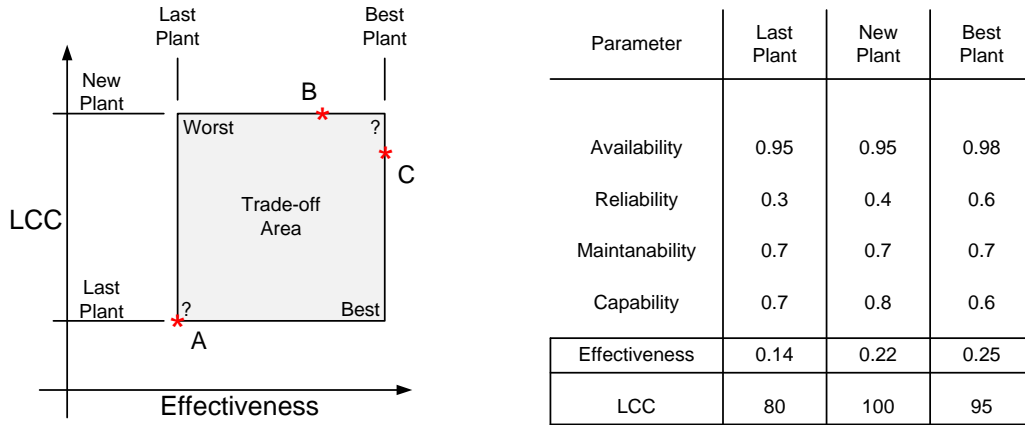 Last
Plant
Best
Plant
New
Plant
B
Worst
?
C
LCC
Trade-off
Area
Last
Plant
?
Best
A
Effectiveness
Parameter
Last
Plant
New
Plant
Best
Plant
Availability 0.95 0.95 0.98
Reliability 0.3 0.4 0.6
Maintanability 0.7 0.7 0.7
Capability 0.7 0.8 0.6
Effectiveness 0.14 0.22 0.25
LCC 80 100 95